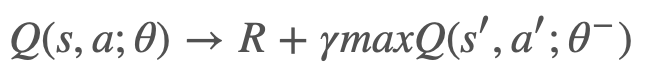 Q(s, a; θ) → R + γmaxQ(s′, a′; θ⁻)